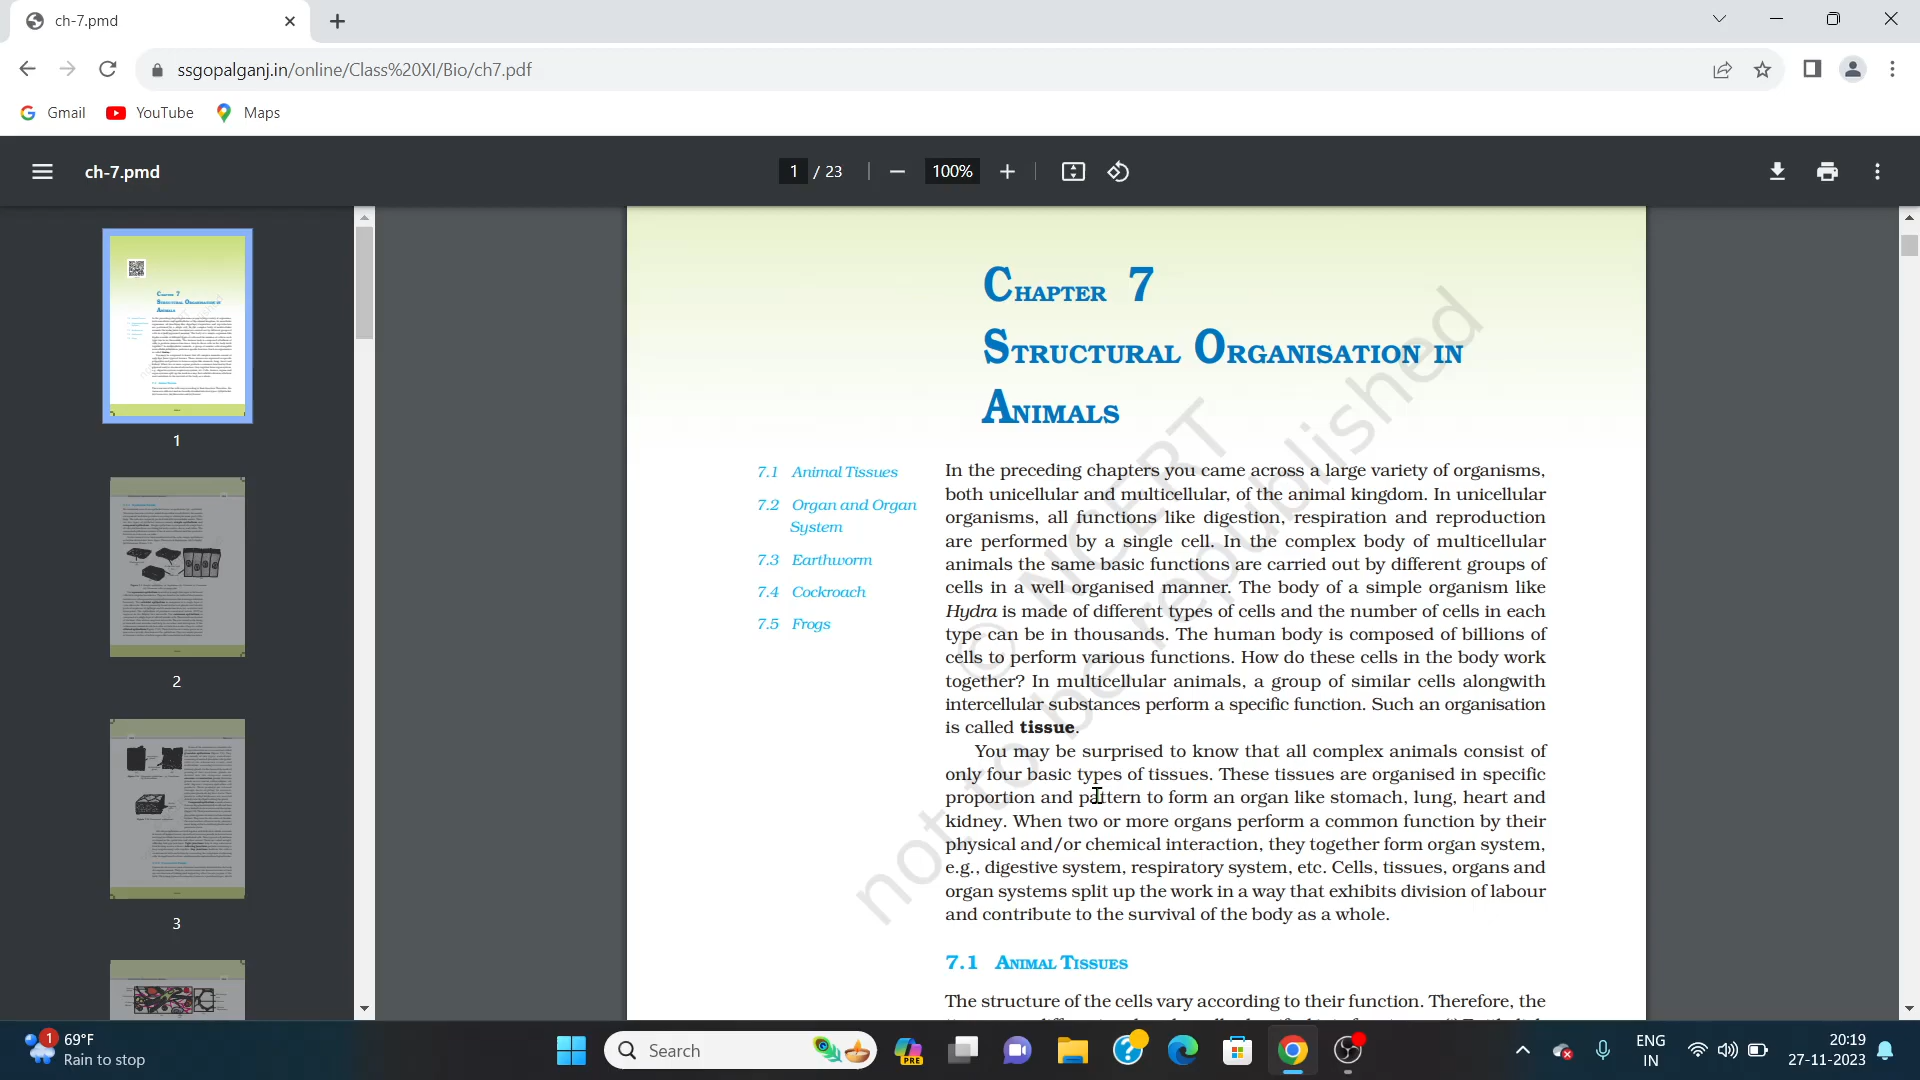 ch-7.pmd
ssgopalganj.in/online/Class%20XI/Bio/ch7.pdf
Gmail
YouTube
Maps
ch-7.pmd
1 / 23
100%
1
2
3
CHAPTER 7
STRUCTURAL ORGANISATION IN
ANIMALS
7.1 Animal Tissues
7.2 Organ and Organ
System
7.3 Earthworm
7.4 Cockroach
7.5 Frogs
In the preceding chapters you came across a large variety of organisms,
both unicellular and multicellular, of the animal kingdom. In unicellular
organisms, all functions like digestion, respiration and reproduction
are performed by a single cell. In the complex body of multicellular
animals the same basic functions are carried out by different groups of
cells in a well organised manner. The body of a simple organism like
Hydra is made of different types of cells and the number of cells in each
type can be in thousands. The human body is composed of billions of
cells to perform various functions. How do these cells in the body work
together? In multicellular animals, a group of similar cells alongwith
intercellular substances perform a specific function. Such an organisation
is called tissue.
You may be surprised to know that all complex animals consist of
only four basic types of tissues. These tissues are organised in specific
proportion and pattern to form an organ like stomach, lung, heart and
kidney. When two or more organs perform a common function by their
physical and/or chemical interaction, they together form organ system,
e.g., digestive system, respiratory system, etc. Cells, tissues, organs and
organ systems split up the work in a way that exhibits division of labour
and contribute to the survival of the body as a whole.
7.1 ANIMAL TISSUES
The structure of the cells vary according to their function. Therefore, the
© NCERT
not to be republished
1
69°F
Rain to stop
Search
PRE
ENG
IN
20:19
27-11-2023